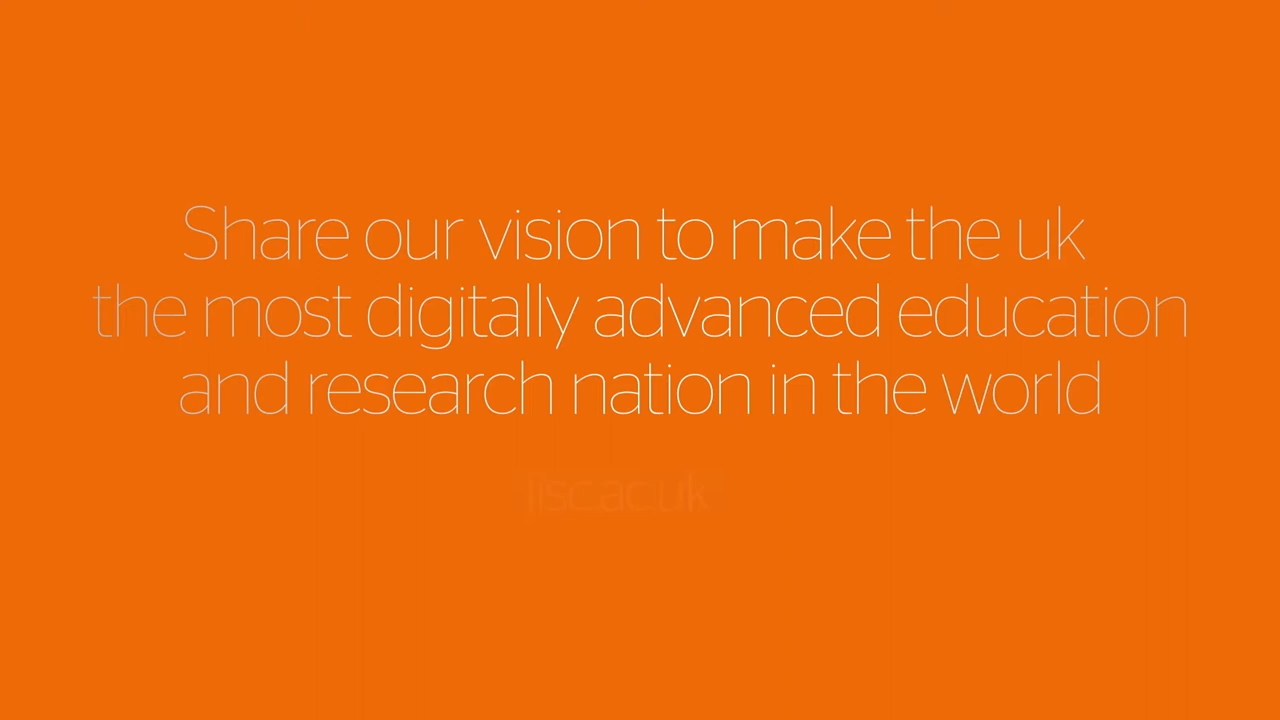 Share our vision to make the uk
the most digitally advanced education
and research nation in the world
jisc.ac.uk